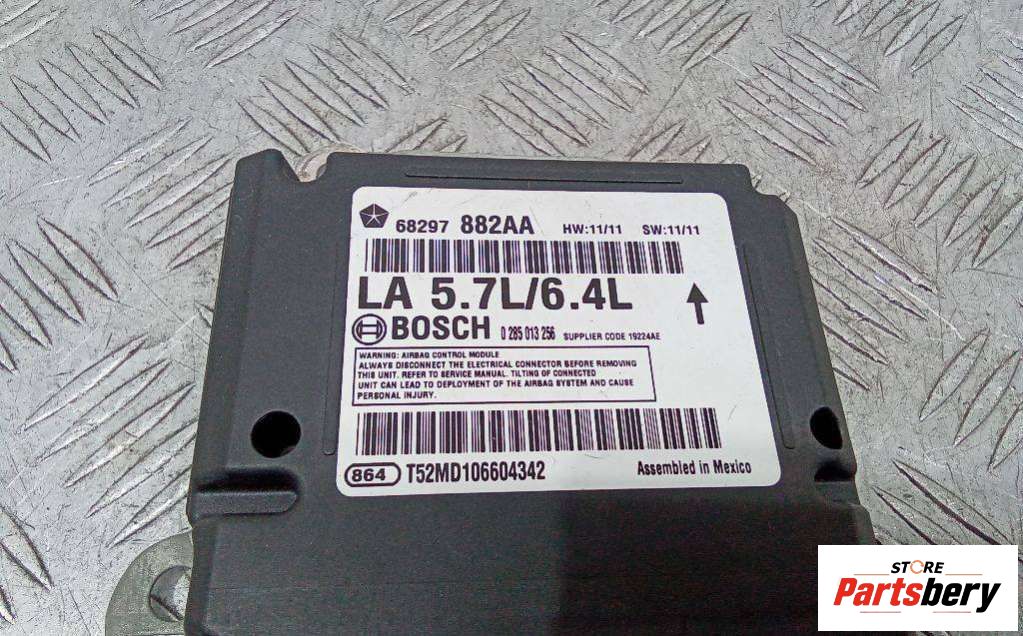 68297 882AA HW:11/11 SW:11/11
LA 5.7L/6.4L
BOSCH 0 285 013 256 SUPPLIER CODE 19224AE
WARNING: AIRBAG CONTROL MODULE
ALWAYS DISCONNECT THE ELECTRICAL CONNECTOR BEFORE REMOVING
THIS UNIT. REFER TO SERVICE MANUAL. TILTING OF CONNECTED
UNIT CAN LEAD TO DEPLOYMENT OF THE AIRBAG SYSTEM AND CAUSE
PERSONAL INJURY.
864 T52MD106604342 Assembled in Mexico
STORE
Partsbery